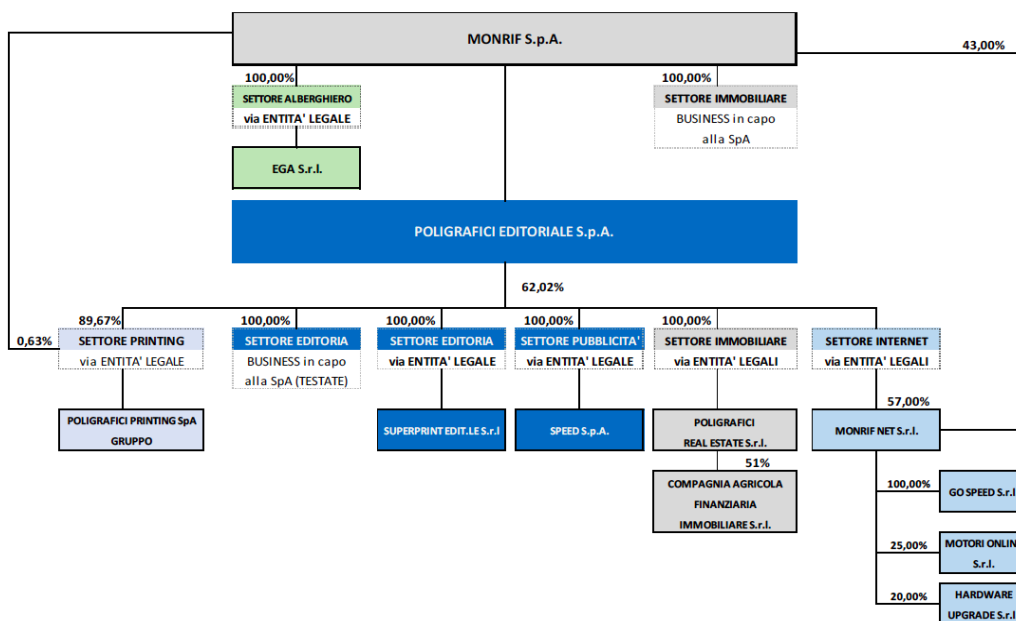 MONRIF S.p.A.
43,00%
100,00%
100,00%
SETTORE ALBERGHIERO
via ENTITA' LEGALE
SETTORE IMMOBILIARE
BUSINESS in capo
alla SpA
EGA S.r.l.
POLIGRAFICI EDITORIALE S.p.A.
62,02%
0,63%
89,67%
SETTORE PRINTING
via ENTITA' LEGALE
100,00%
SETTORE EDITORIA
BUSINESS in capo
alla SpA (TESTATE)
100,00%
SETTORE EDITORIA
via ENTITA' LEGALE
100,00%
SETTORE PUBBLICITA'
via ENTITA' LEGALE
100,00%
SETTORE IMMOBILIARE
via ENTITA' LEGALI
SETTORE INTERNET
via ENTITA' LEGALI
57,00%
POLIGRAFICI PRINTING SpA
GRUPPO
SUPERPRINT EDIT.LE S.r.l
SPEED S.p.A.
POLIGRAFICI
REAL ESTATE S.r.l.
MONRIF NET S.r.l.
51%
COMPAGNIA AGRICOLA
FINANZIARIA
IMMOBILIARE S.r.l.
100,00%
GO SPEED S.r.l
25,00%
MOTORI ONLIN
S.r.l.
20,00%
HARDWARE
UPGRADE S.r.l